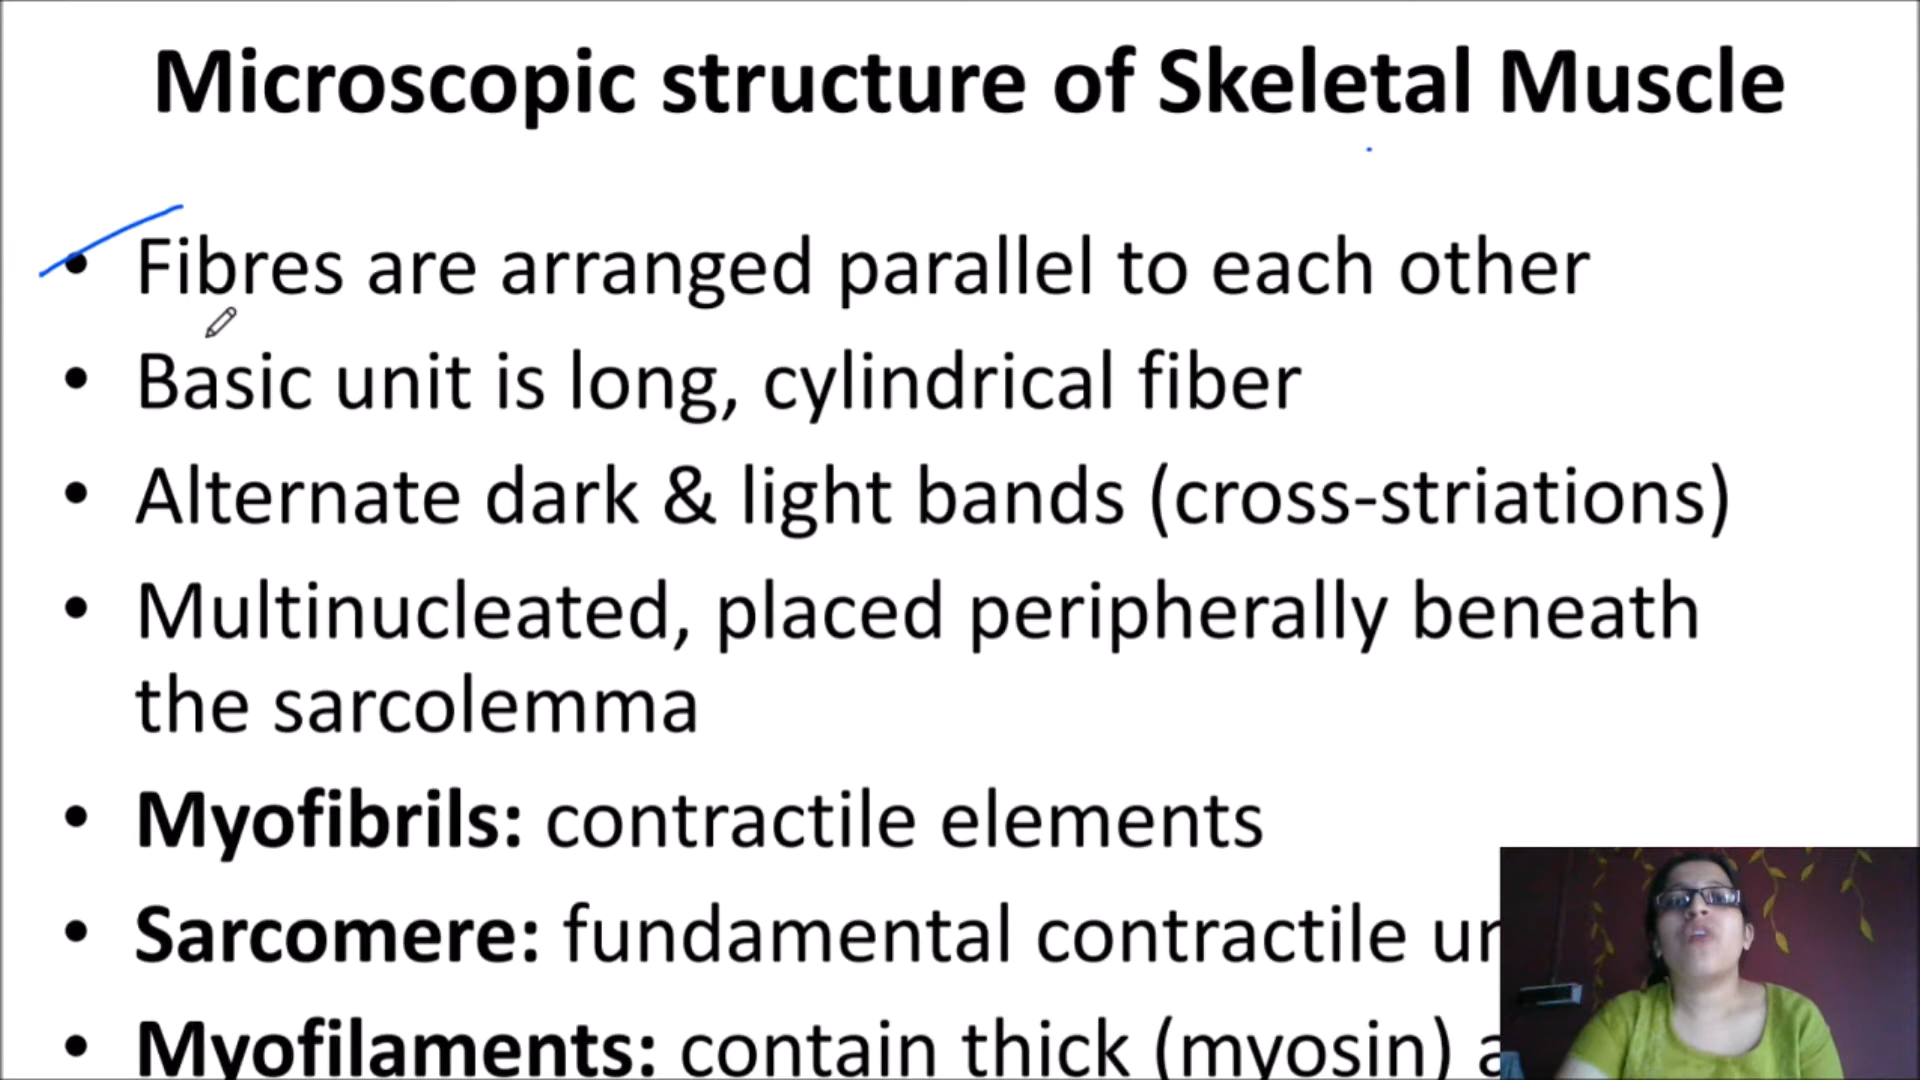 Microscopic structure of Skeletal Muscle
• Fibres are arranged parallel to each other
• Basic unit is long, cylindrical fiber
• Alternate dark & light bands (cross-striations)
• Multinucleated, placed peripherally beneath
the sarcolemma
• Myofibrils: contractile elements
• Sarcomere: fundamental contractile
• Myofilaments: contain thick (myosin)